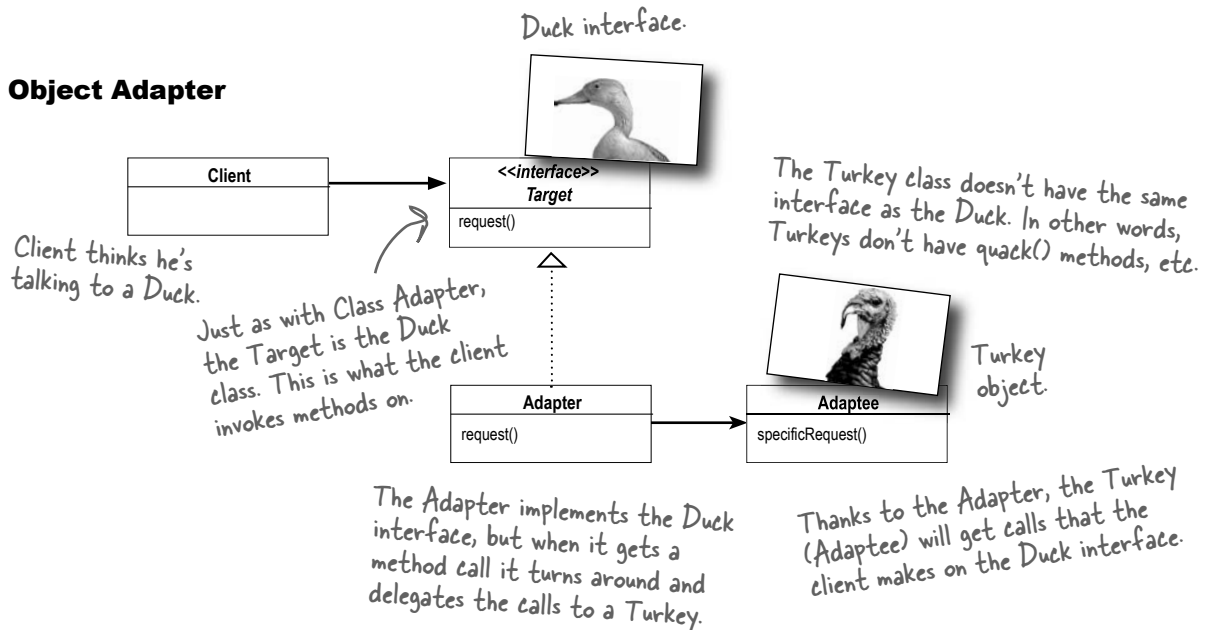 Duck interface.
Object Adapter
Client
<<interface>>
Target
request()
The Turkey class doesn't have the same
interface as the Duck. In other words,
Turkeys don't have quack() methods, etc.
Client thinks he's
talking to a Duck.
Just as with Class Adapter,
the Target is the Duck
class. This is what the client
invokes methods on.
Turkey
object.
Adapter
request()
Adaptee
specificRequest()
The Adapter implements the Duck
interface, but when it gets a
method call it turns around and
delegates the calls to a Turkey.
Thanks to the Adapter, the Turkey
(Adaptee) will get calls that the
client makes on the Duck interface.